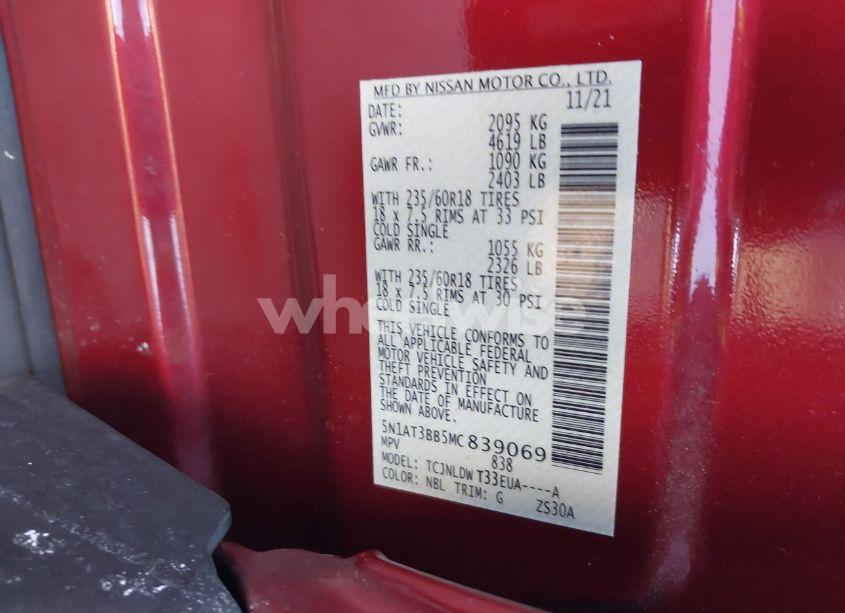 MFD BY NISSAN MOTOR CO., LTD.
DATE: 11/21
GVWR: 2095 KG
4619 LB
GAWR FR.: 1090 KG
2403 LB
WITH 235/60R18 TIRES
18 x 7.5 RIMS AT 33 PSI
COLD SINGLE
GAWR RR.: 1055 KG
2326 LB
WITH 235/60R18 TIRES
18 x 7.5 RIMS AT 30 PSI
COLD SINGLE
THIS VEHICLE CONFORMS TO
ALL APPLICABLE FEDERAL
MOTOR VEHICLE SAFETY AND
THEFT PREVENTION
STANDARDS IN EFFECT ON
THE DATE OF MANUFACTURE
SHOWN ABOVE.
5N1AT3BB5MC839069
MPV 838
MODEL: TCJNLDW T33EUA----A
COLOR: NBL TRIM: G ZS30A